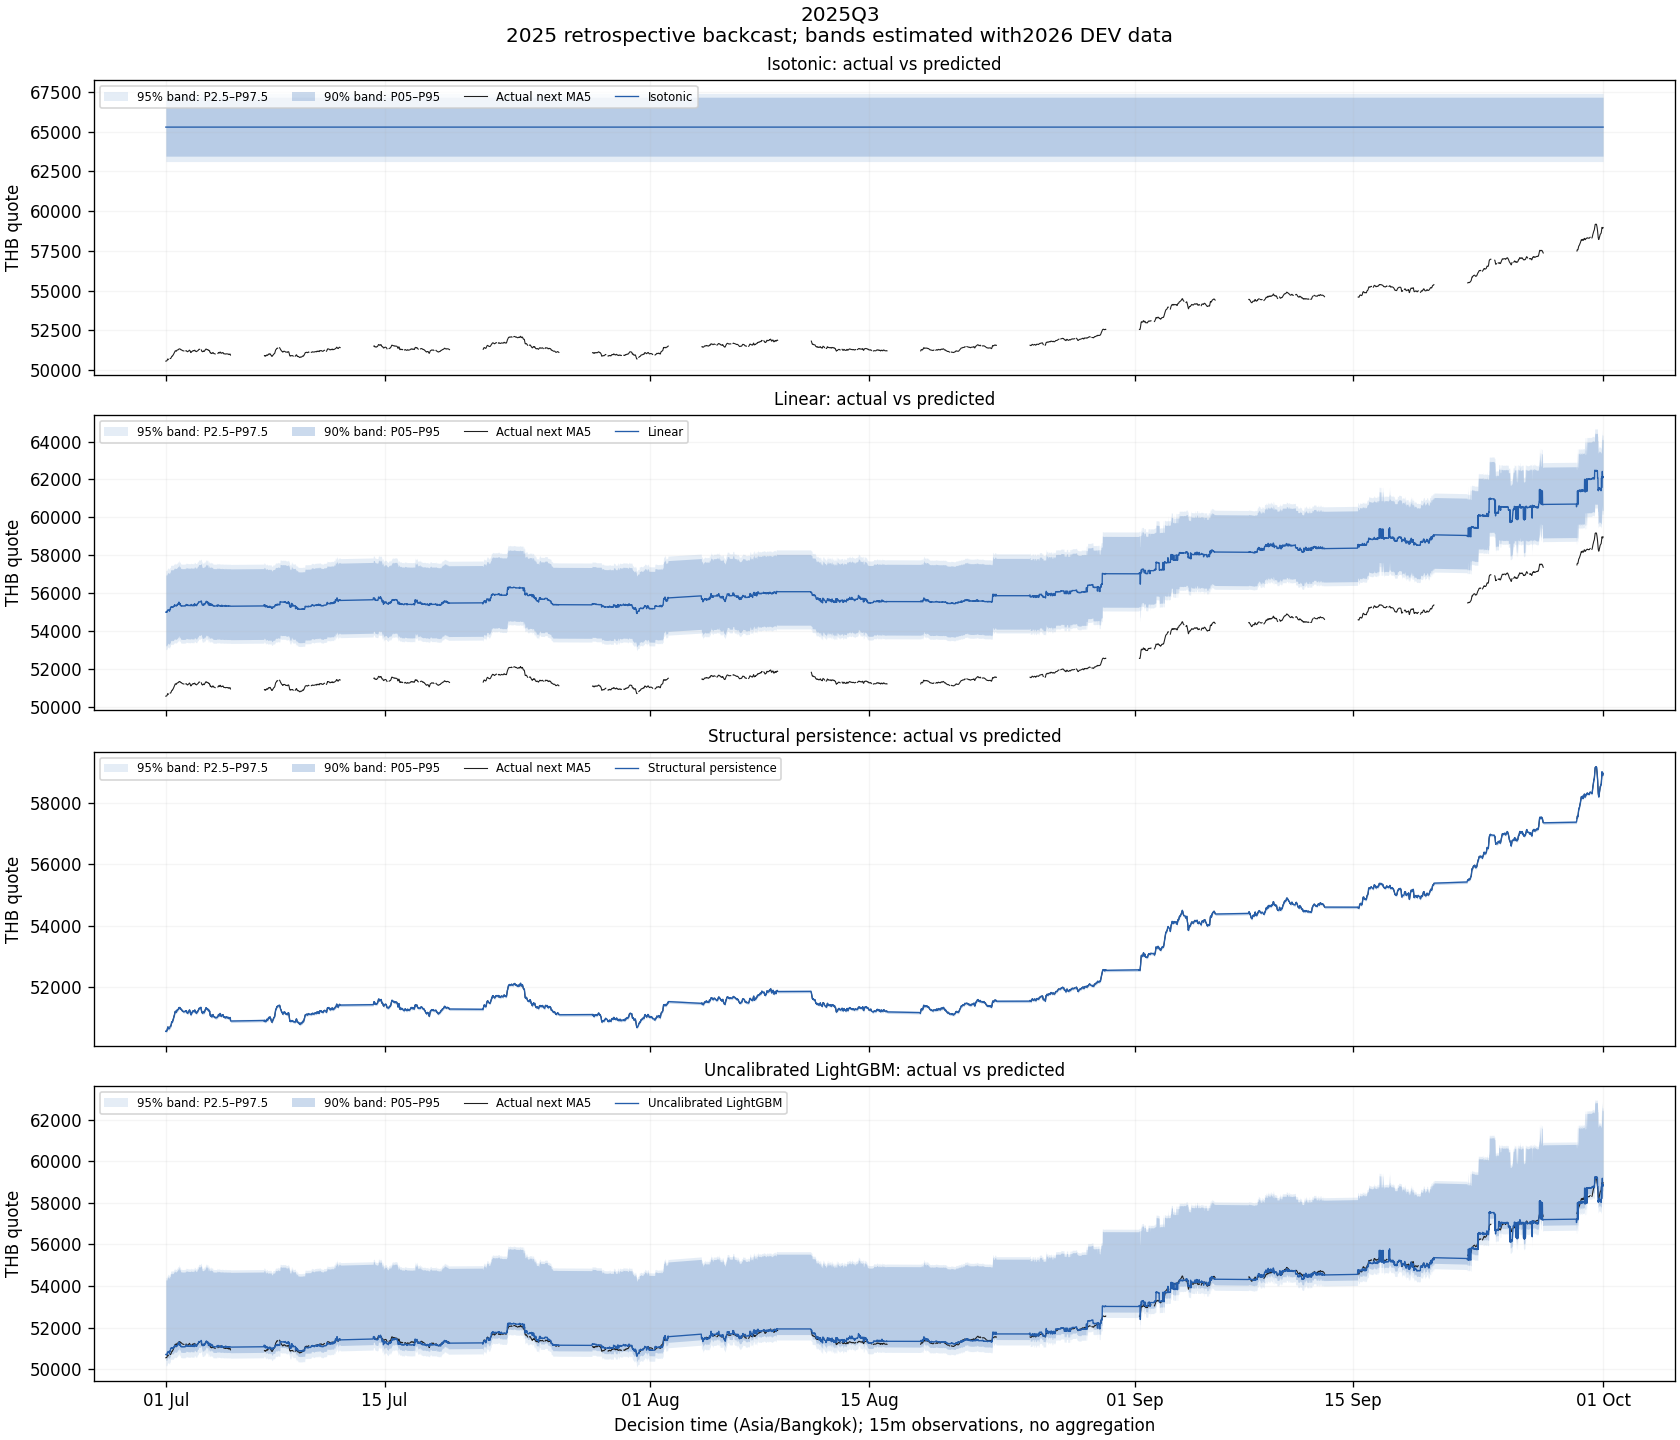 2025Q3
2025 retrospective backcast; bands estimated with2026 DEV data
Isotonic: actual vs predicted
95% band: P2.5–P97.5 90% band: P05–P95 Actual next MA5 Isotonic
THB quote
67500
65000
62500
60000
57500
55000
52500
50000
Linear: actual vs predicted
95% band: P2.5–P97.5 90% band: P05–P95 Actual next MA5 Linear
THB quote
64000
62000
60000
58000
56000
54000
52000
50000
Structural persistence: actual vs predicted
95% band: P2.5–P97.5 90% band: P05–P95 Actual next MA5 Structural persistence
THB quote
58000
56000
54000
52000
Uncalibrated LightGBM: actual vs predicted
95% band: P2.5–P97.5 90% band: P05–P95 Actual next MA5 Uncalibrated LightGBM
THB quote
62000
60000
58000
56000
54000
52000
50000
01 Jul 15 Jul 01 Aug 15 Aug 01 Sep 15 Sep 01 Oct
Decision time (Asia/Bangkok); 15m observations, no aggregation